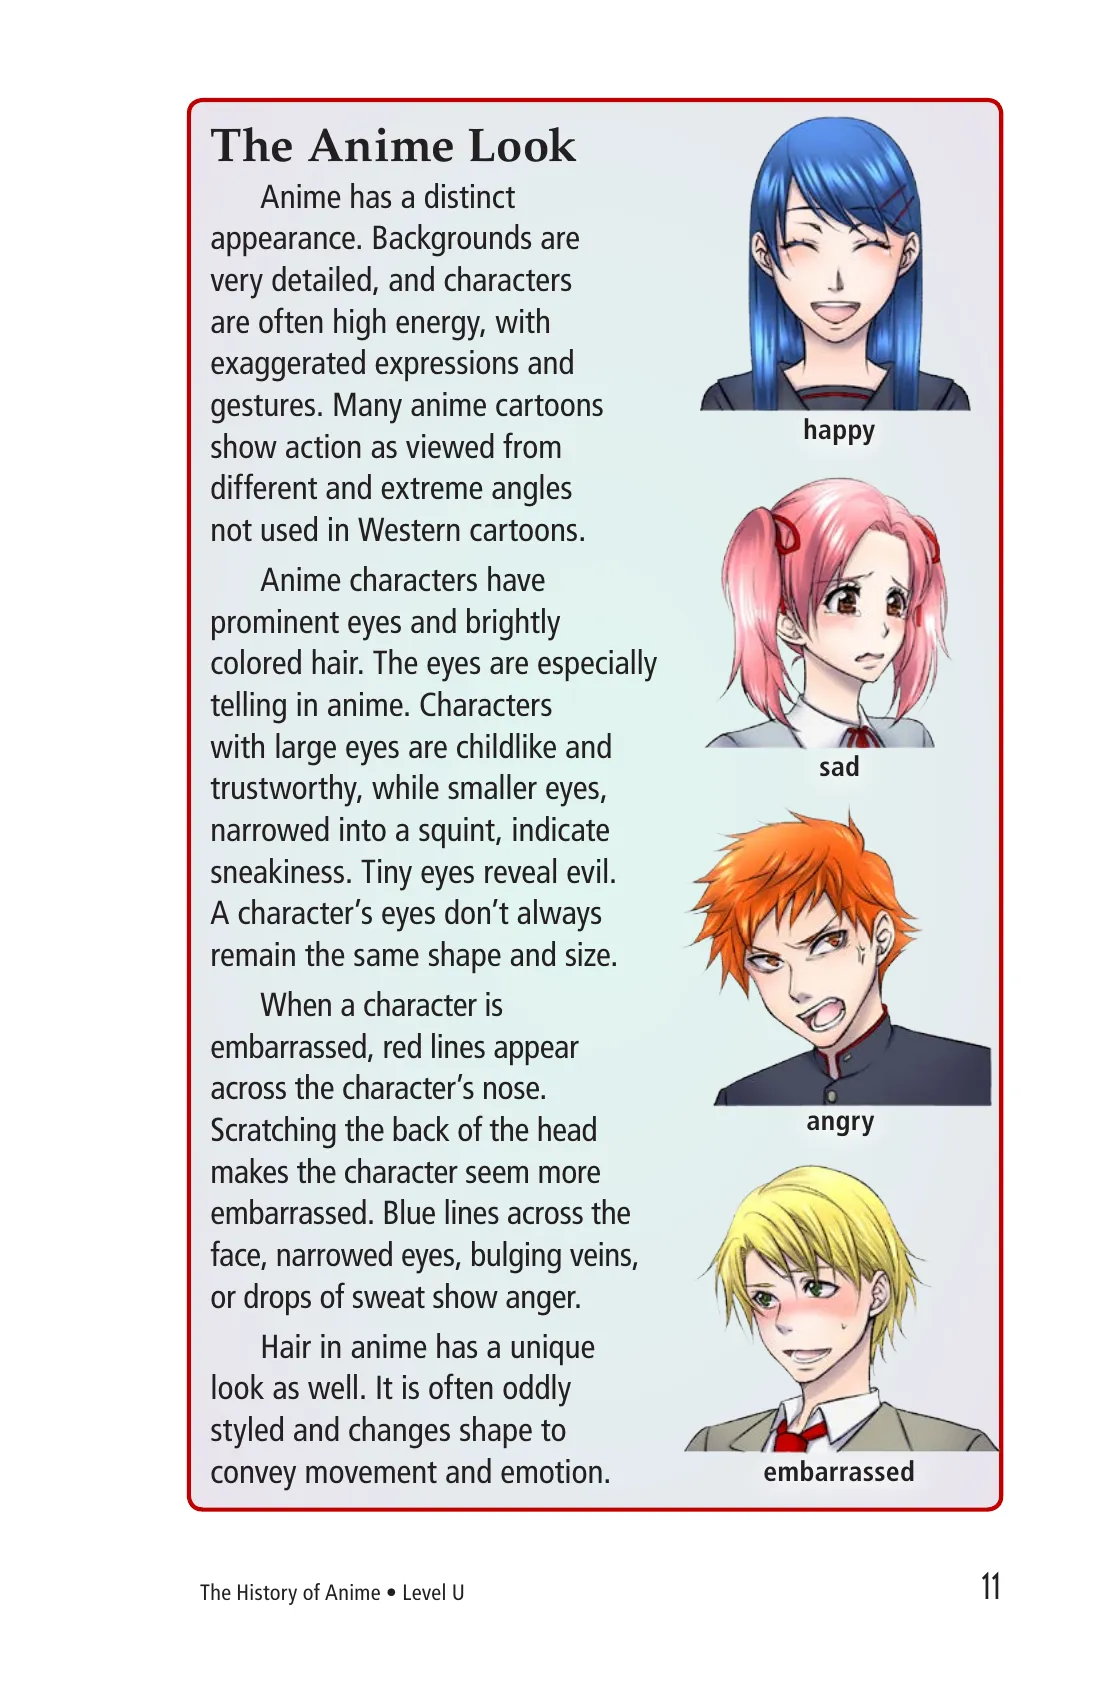 The Anime Look
Anime has a distinct
appearance. Backgrounds are
very detailed, and characters
are often high energy, with
exaggerated expressions and
gestures. Many anime cartoons
show action as viewed from
different and extreme angles
not used in Western cartoons.
Anime characters have
prominent eyes and brightly
colored hair. The eyes are especially
telling in anime. Characters
with large eyes are childlike and
trustworthy, while smaller eyes,
narrowed into a squint, indicate
sneakiness. Tiny eyes reveal evil.
A character’s eyes don’t always
remain the same shape and size.
When a character is
embarrassed, red lines appear
across the character’s nose.
Scratching the back of the head
makes the character seem more
embarrassed. Blue lines across the
face, narrowed eyes, bulging veins,
or drops of sweat show anger.
Hair in anime has a unique
look as well. It is often oddly
styled and changes shape to
convey movement and emotion.
happy
sad
angry
embarrassed
The History of Anime • Level U
11